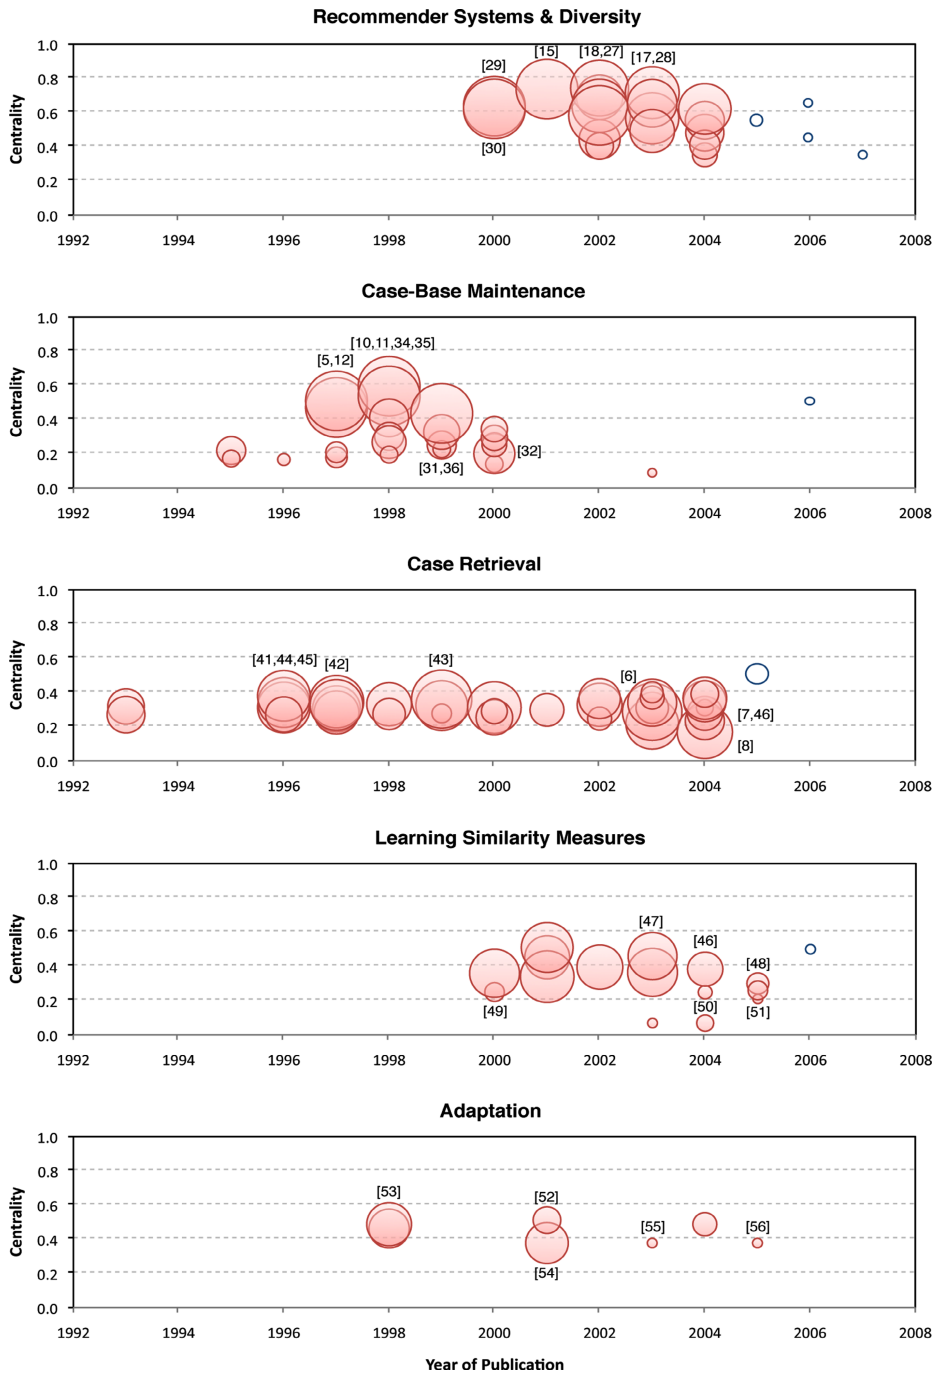 Recommender Systems & Diversity
1.0
[15] [18,27] [17,28]
[29]
0.8
0.6
Centrality
0.4
[30]
0.2
0.0
1992 1994 1996 1998 2000 2002 2004 2006 2008
Case-Base Maintenance
1.0
[10,11,34,35]
0.8
[5,12]
0.6
Centrality
0.4
0.2
[32]
[31,36]
0.0
1992 1994 1996 1998 2000 2002 2004 2006 2008
Case Retrieval
1.0
0.8
0.6
[41,44,45] [42] [43]
[6]
Centrality
0.4
[7,46]
0.2
[8]
0.0
1992 1994 1996 1998 2000 2002 2004 2006 2008
Learning Similarity Measures
1.0
0.8
[47]
0.6
[46]
Centrality
0.4
[48]
0.2
[49] [50] [51]
0.0
1992 1994 1996 1998 2000 2002 2004 2006 2008
Adaptation
1.0
0.8
[53] [52]
0.6
Centrality
[55] [56]
0.4
[54]
0.2
0.0
1992 1994 1996 1998 2000 2002 2004 2006 2008
Year of Publication